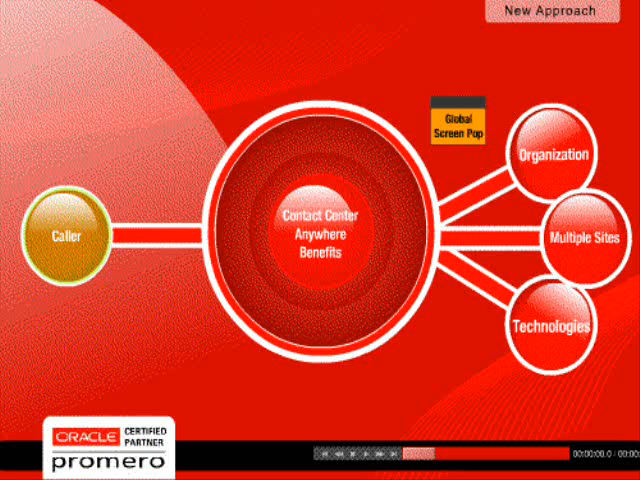 New Approach
Global
Screen Pop
Organization
Caller
Contact Center
Anywhere
Benefits
Multiple Sites
Technologies
ORACLE CERTIFIED
PARTNER
promero
00:00:00.0 / 00:00: